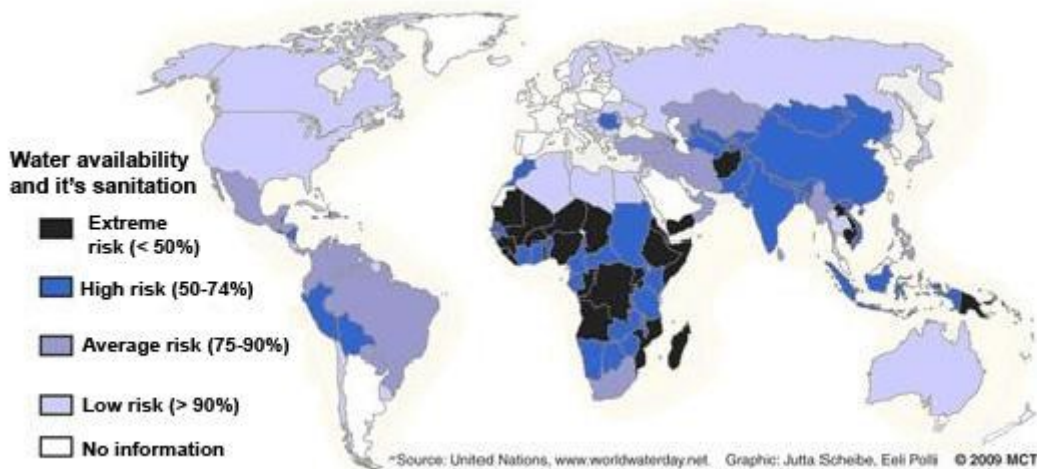 Water availability
and it's sanitation
Extreme
risk (< 50%)
High risk (50-74%)
Average risk (75-90%)
Low risk (> 90%)
No information
Source: United Nations, www.worldwaterday.net Graphic: Jutta Scheibe, Eeli Polli © 2009 MCT